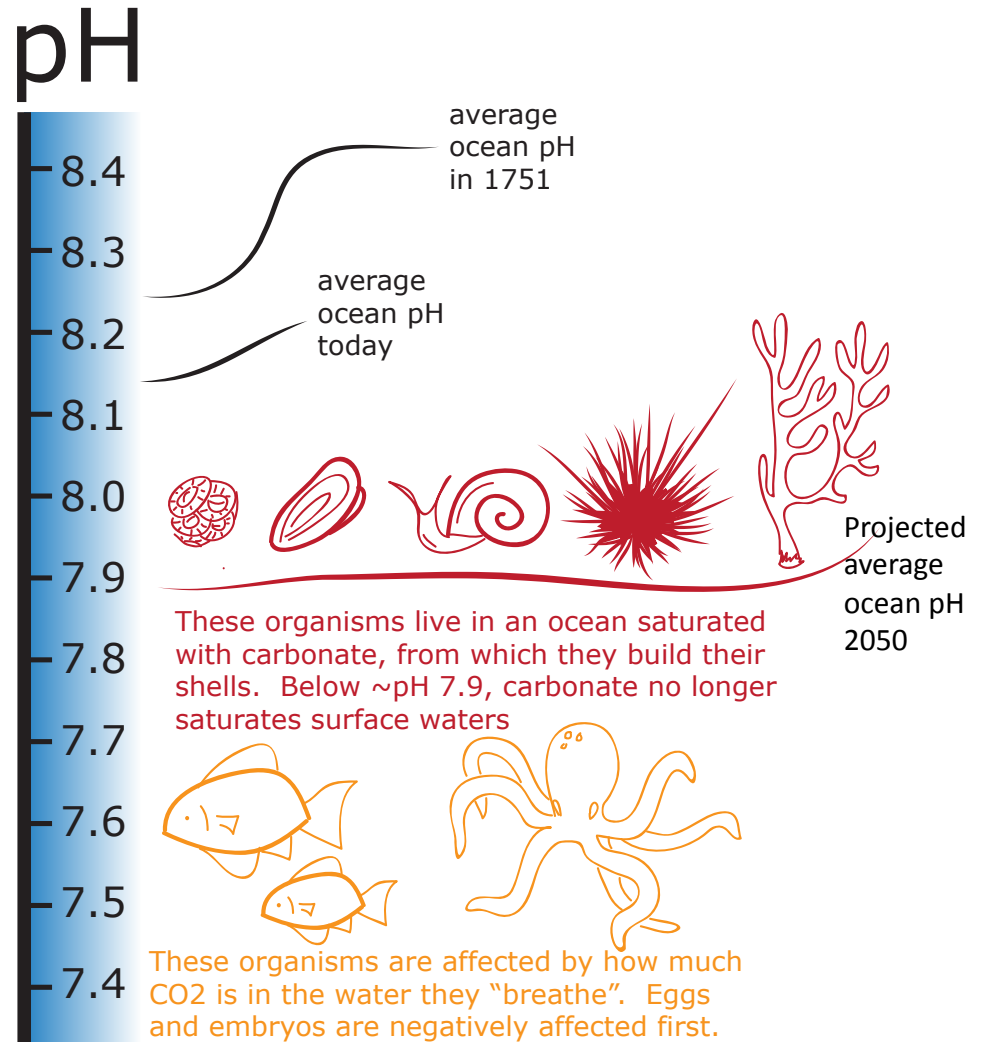 pH
8.4
8.3
8.2
8.1
8.0
7.9
7.8
7.7
7.6
7.5
7.4
average
ocean pH
in 1751
average
ocean pH
today
Projected
average
ocean pH
2050
These organisms live in an ocean saturated
with carbonate, from which they build their
shells.  Below ~pH 7.9, carbonate no longer
saturates surface waters
These organisms are affected by how much
CO2 is in the water they “breathe”.  Eggs
and embryos are negatively affected first.